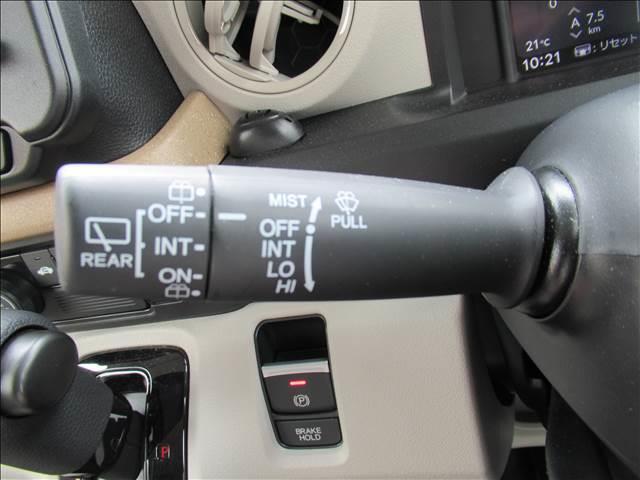 0
A 7.5
km
21℃
:リセット
10:21
OFF
INT
ON
REAR
MIST
OFF
INT
LO
HI
PULL
P
BRAKE
HOLD
P